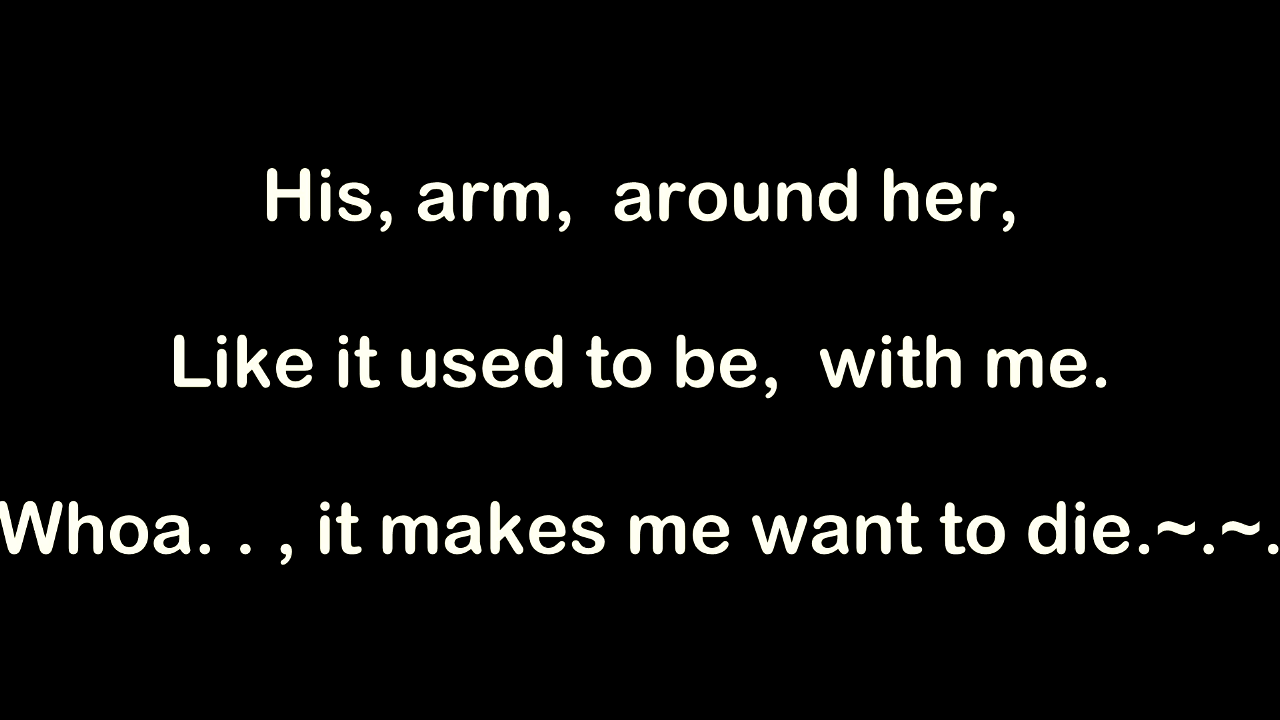 His, arm,  around her,
Like it used to be,  with me.
Whoa. . , it makes me want to die.~.~.